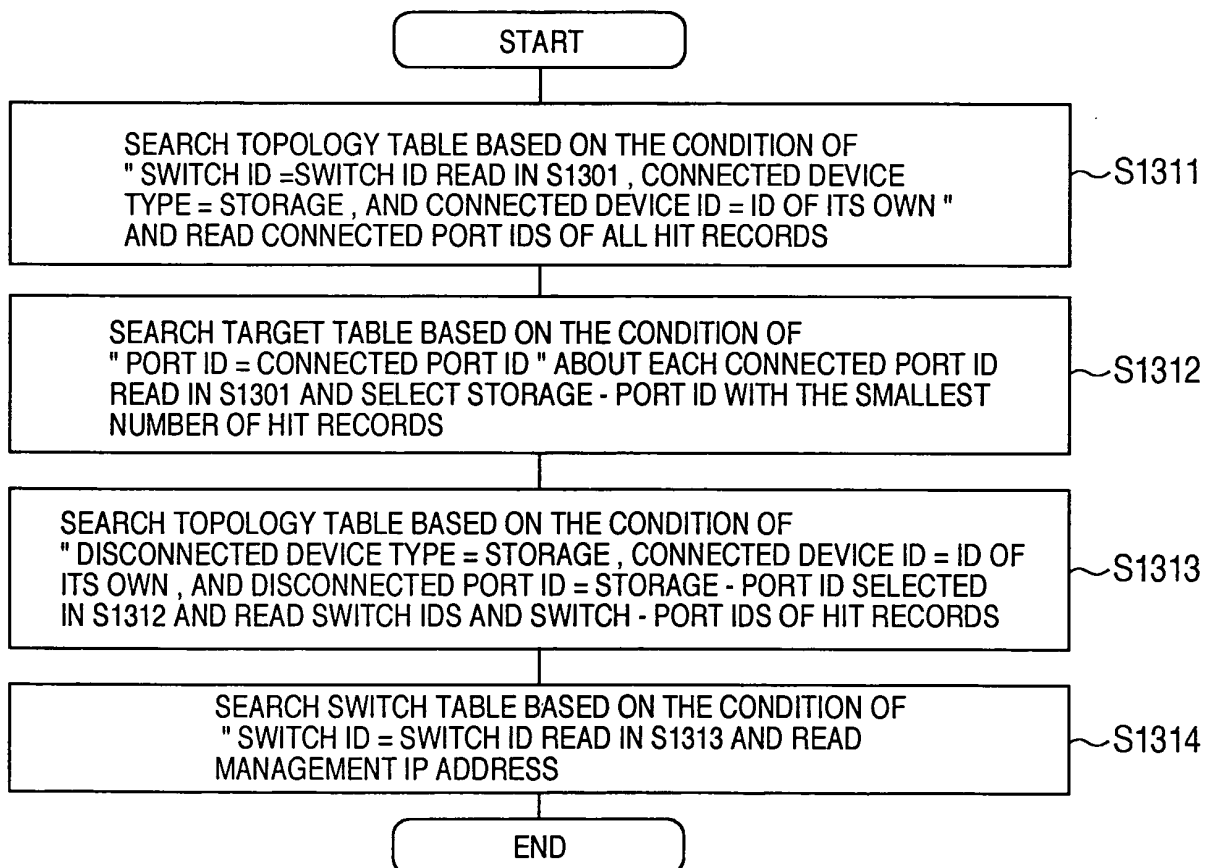 START
SEARCH TOPOLOGY TABLE BASED ON THE CONDITION OF
" SWITCH ID =SWITCH ID READ IN S1301 , CONNECTED DEVICE
TYPE = STORAGE , AND CONNECTED DEVICE ID = ID OF ITS OWN "
AND READ CONNECTED PORT IDS OF ALL HIT RECORDS
S1311
SEARCH TARGET TABLE BASED ON THE CONDITION OF
" PORT ID = CONNECTED PORT ID " ABOUT EACH CONNECTED PORT ID
READ IN S1301 AND SELECT STORAGE - PORT ID WITH THE SMALLEST
NUMBER OF HIT RECORDS
S1312
SEARCH TOPOLOGY TABLE BASED ON THE CONDITION OF
" DISCONNECTED DEVICE TYPE = STORAGE , CONNECTED DEVICE ID = ID OF
ITS OWN , AND DISCONNECTED PORT ID = STORAGE - PORT ID SELECTED
IN S1312 AND READ SWITCH IDS AND SWITCH - PORT IDS OF HIT RECORDS
S1313
SEARCH SWITCH TABLE BASED ON THE CONDITION OF
" SWITCH ID = SWITCH ID READ IN S1313 AND READ
MANAGEMENT IP ADDRESS
S1314
END